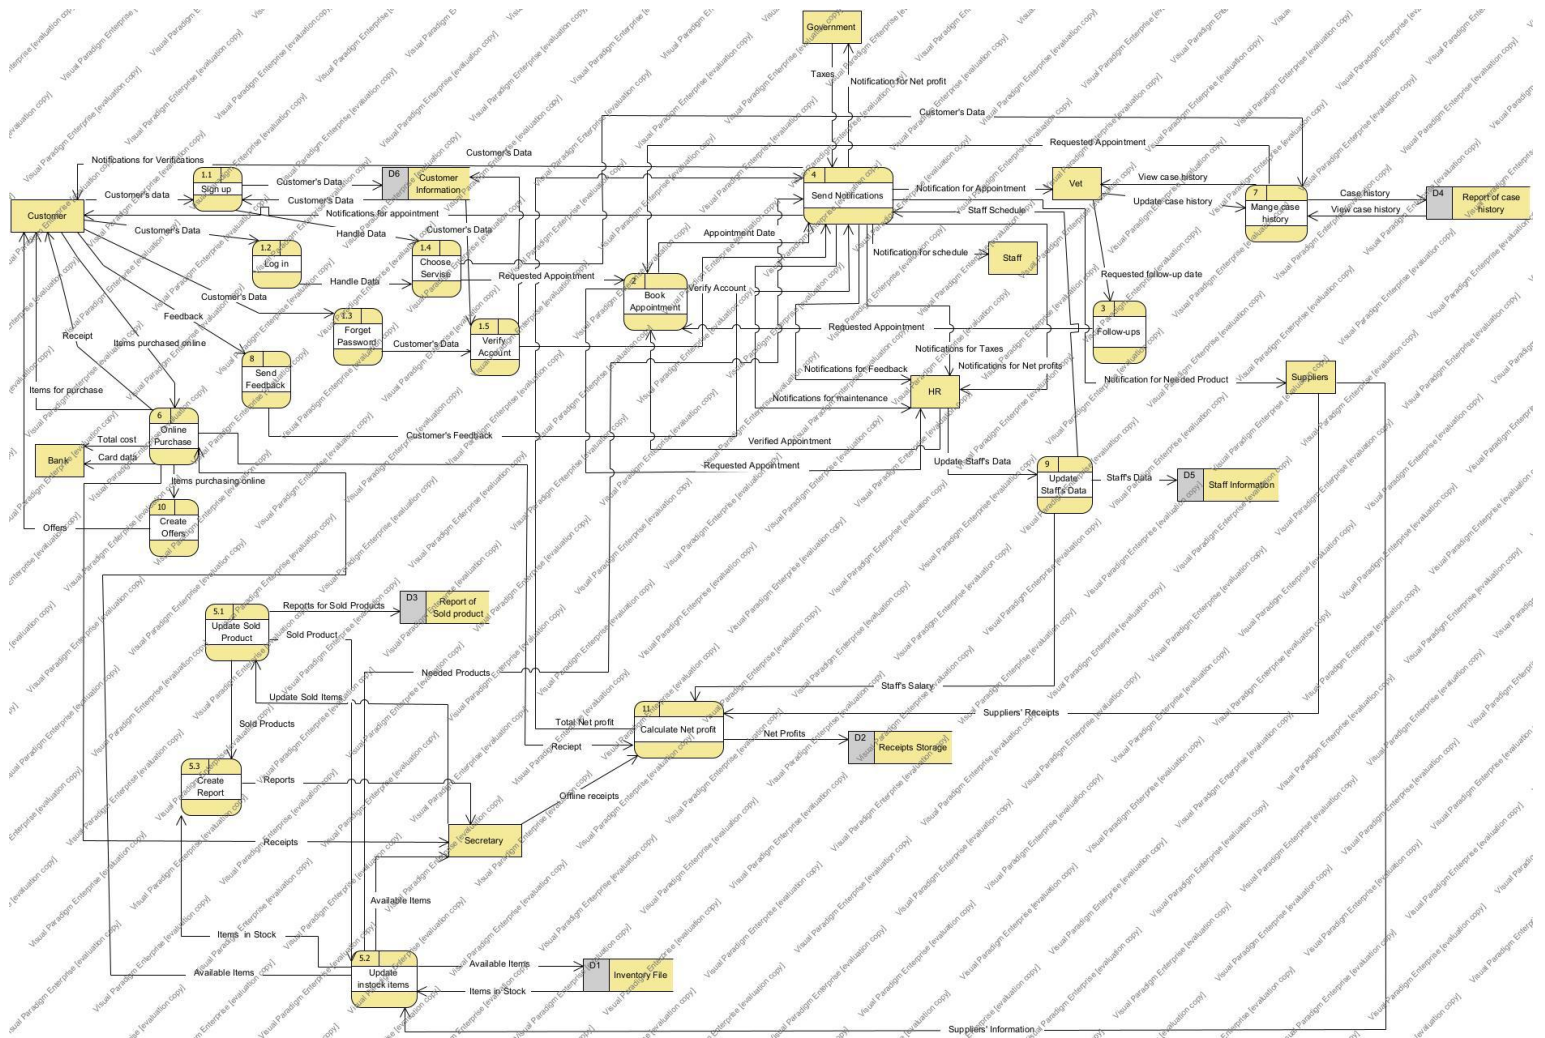 Government
Taxes
Notification for Net profit
Customer's Data
Requested Appointment
Notifications for Verifications
Customer's Data
1.1
Sign up
Customer's Data
D6
Customer
Information
4
Send Notifications
Notification for Appointment
Vet
View case history
7
Mange case
history
Case history
D4
Report of case
history
Customer
Customer's data
Customer's Data
Update case history
View case history
Notifications for appointment
Staff Schedule
Customer's Data
1.2
Log in
Handle Data
1.4
Choose
Servise
Customer's Data
Appointment Date
Notification for schedule
Staff
Handle Data
Requested Appointment
2
Book
Appointment
Verify Account
Requested follow-up date
Customer's Data
1.3
Forget
Password
1.5
Verify
Account
3
Follow-ups
Feedback
Receipt
Items purchased online
Customer's Data
Requested Appointment
8
Send
Feedback
Notifications for Taxes
Notifications for Feedback
Notifications for Net profits
Suppliers
Notification for Needed Product
Items for purchase
HR
Notifications for maintenance
6
Online
Purchase
Customer's Feedback
Verified Appointment
Total cost
Bank
Card data
Requested Appointment
Update Staff's Data
9
Update
Staff's Data
Staff's Data
D5
Staff Information
Items purchasing online
10
Create
Offers
Offers
5.1
Update Sold
Product
Reports for Sold Products
D3
Report of
Sold product
Sold Product
Needed Products
Staff's Salary
Update Sold Items
11
Calculate Net profit
Suppliers' Receipts
Sold Products
Total Net profit
Net Profits
D2
Receipts Storage
Reciept
5.3
Create
Report
Reports
Offline receipts
Receipts
Secretary
Available Items
Items in Stock
5.2
Update
instock items
Available Items
Available Items
D1
Inventory File
Items in Stock
Suppliers' Information
Visual Paradigm Enterprise [evaluation copy]